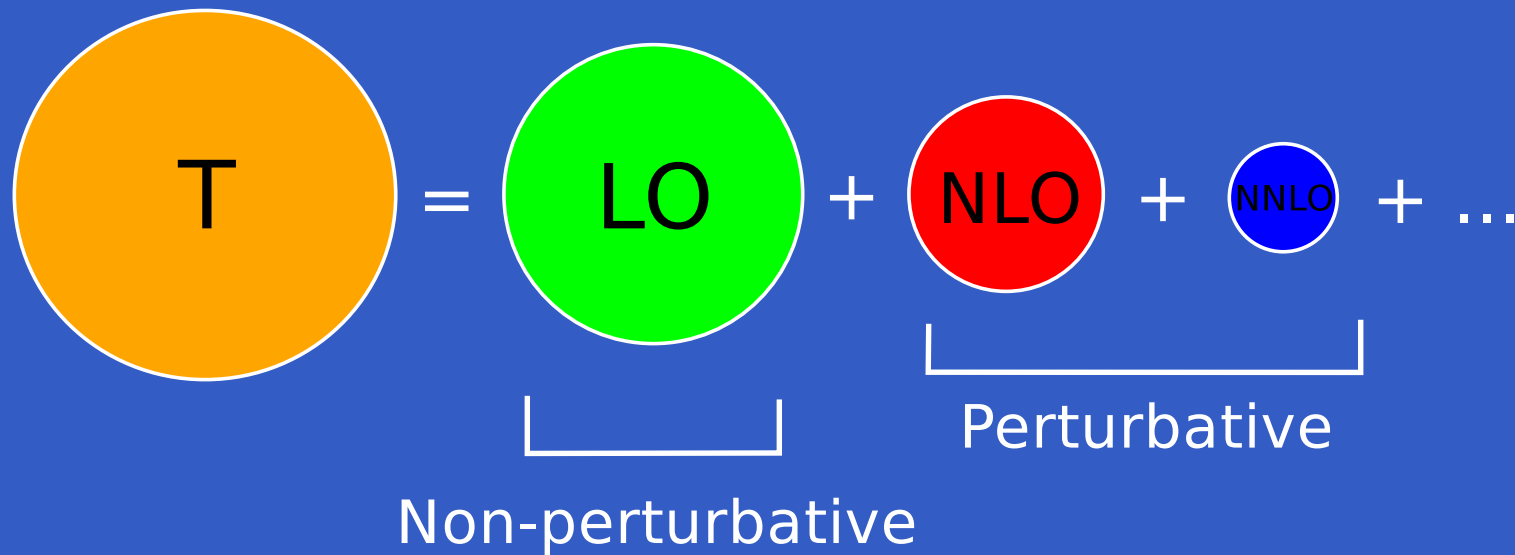 T = LO + NLO + NNLO + ...
Perturbative
Non-perturbative